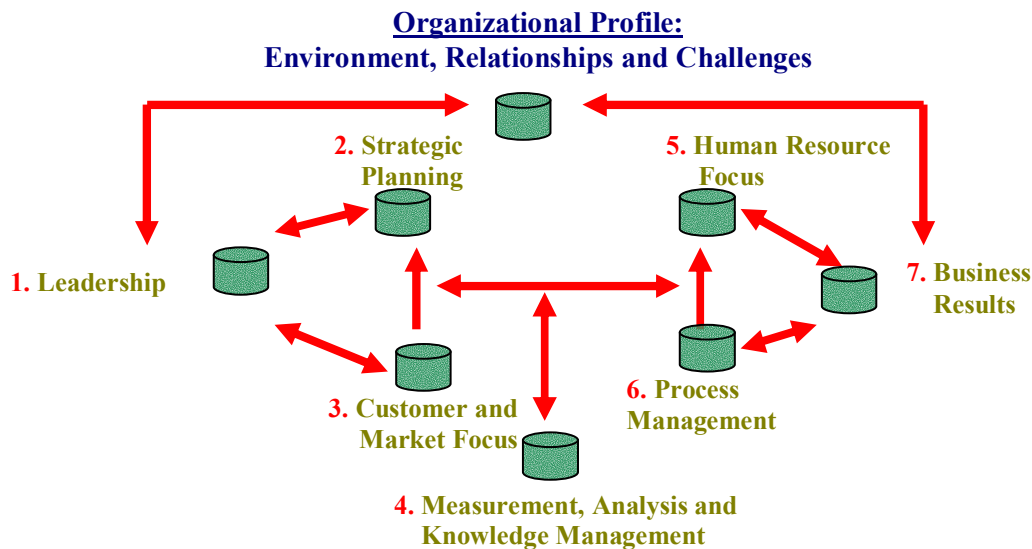 Organizational Profile:
Environment, Relationships and Challenges
2. Strategic
Planning
5. Human Resource
Focus
1. Leadership
7. Business
Results
3. Customer and
Market Focus
6. Process
Management
4. Measurement, Analysis and
Knowledge Management